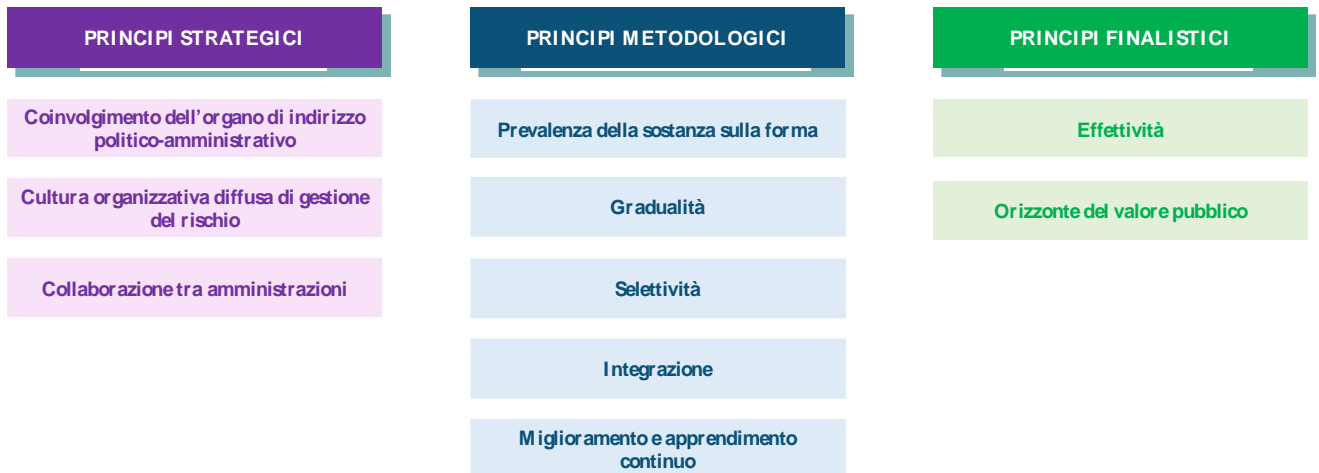 PRINCIPI STRATEGICI
Coinvolgimento dell'organo di indirizzo
politico-amministrativo
Cultura organizzativa diffusa di gestione
del rischio
Collaborazione tra amministrazioni
PRINCIPI METODOLOGICI
Prevalenza della sostanza sulla forma
Gradualità
Selettività
Integrazione
Miglioramento e apprendimento
continuo
PRINCIPI FINALISTICI
Effettività
Orizzonte del valore pubblico